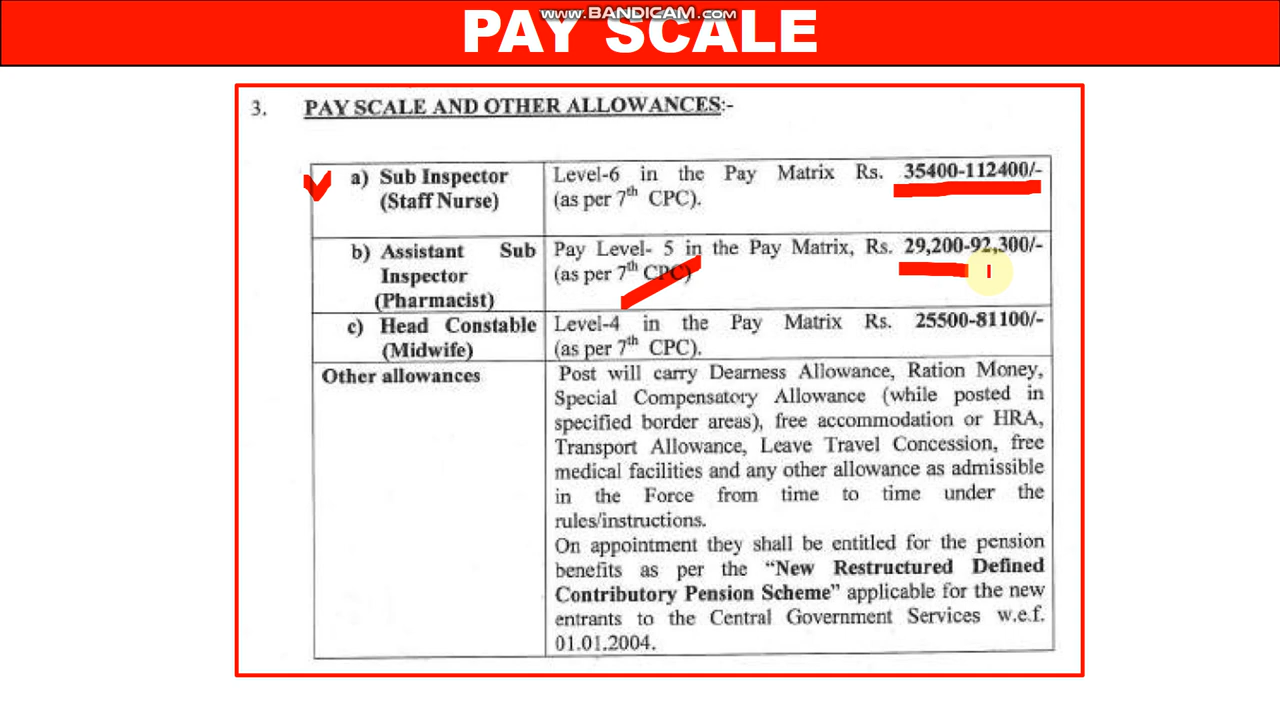 www.BANDICAM.com
PAY SCALE
3. PAY SCALE AND OTHER ALLOWANCES:-
a) Sub Inspector
(Staff Nurse)
Level-6 in the Pay Matrix Rs. 35400-112400/-
(as per 7th CPC).
b) Assistant Sub
Inspector
(Pharmacist)
Pay Level- 5 in the Pay Matrix, Rs. 29,200-92,300/-
(as per 7th CPC)
c) Head Constable
(Midwife)
Level-4 in the Pay Matrix Rs. 25500-81100/-
(as per 7th CPC).
Other allowances
Post will carry Dearness Allowance, Ration Money,
Special Compensatory Allowance (while posted in
specified border areas), free accommodation or HRA,
Transport Allowance, Leave Travel Concession, free
medical facilities and any other allowance as admissible
in the Force from time to time under the
rules/instructions.
On appointment they shall be entitled for the pension
benefits as per the “New Restructured Defined
Contributory Pension Scheme” applicable for the new
entrants to the Central Government Services w.e.f.
01.01.2004.